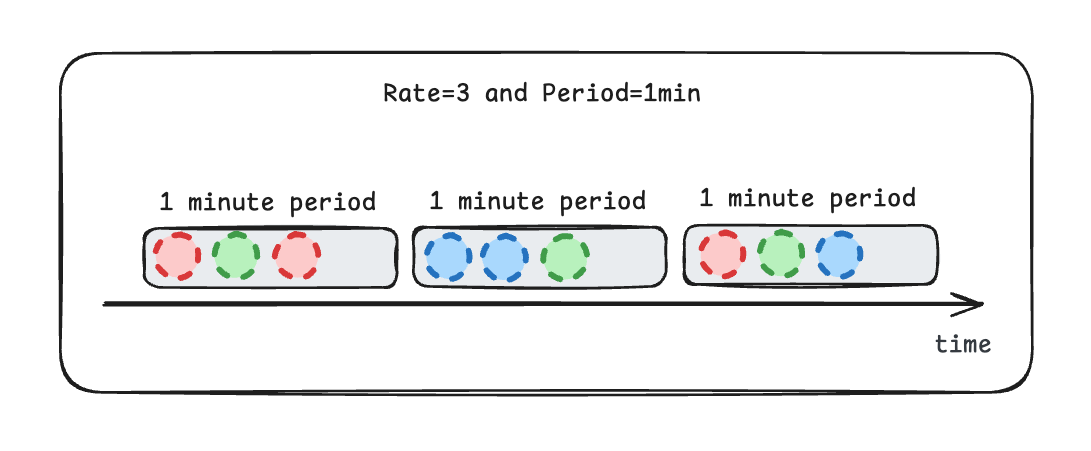 Rate=3 and Period=1min
1 minute period
1 minute period
1 minute period
time